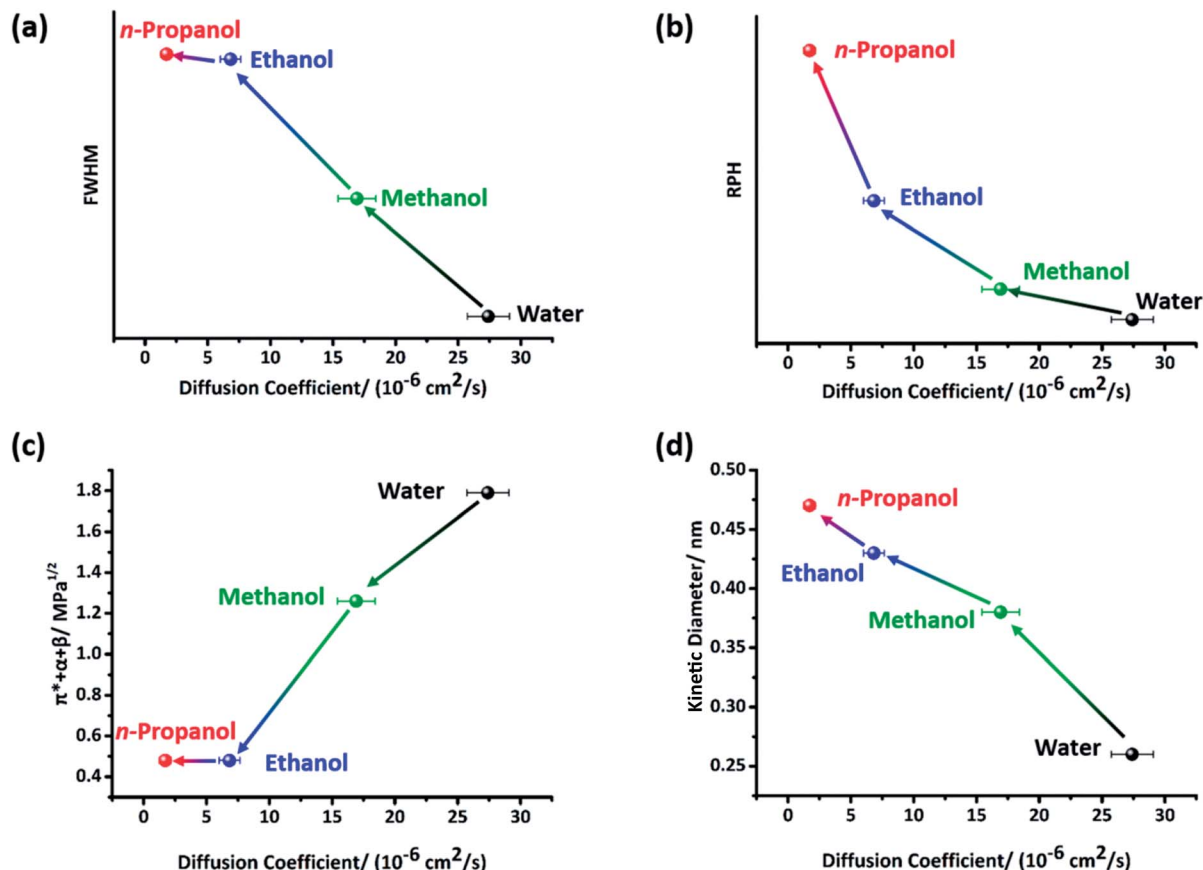 (a)
n-Propanol
Ethanol
Methanol
Water
FWHM
0 5 10 15 20 25 30
Diffusion Coefficient/ (10⁻⁶ cm²/s)
(b)
n-Propanol
Ethanol
Methanol
Water
RPH
0 5 10 15 20 25 30
Diffusion Coefficient/ (10⁻⁶ cm²/s)
(c)
1.8
1.6
1.4
1.2
1.0
0.8
0.6
0.4
π*+α+β/ MPa¹ᐟ²
Water
Methanol
n-Propanol
Ethanol
0 5 10 15 20 25 30
Diffusion Coefficient/ (10⁻⁶ cm²/s)
(d)
0.50
0.45
0.40
0.35
0.30
0.25
Kinetic Diameter/ nm
n-Propanol
Ethanol
Methanol
Water
0 5 10 15 20 25 30
Diffusion Coefficient/ (10⁻⁶ cm²/s)